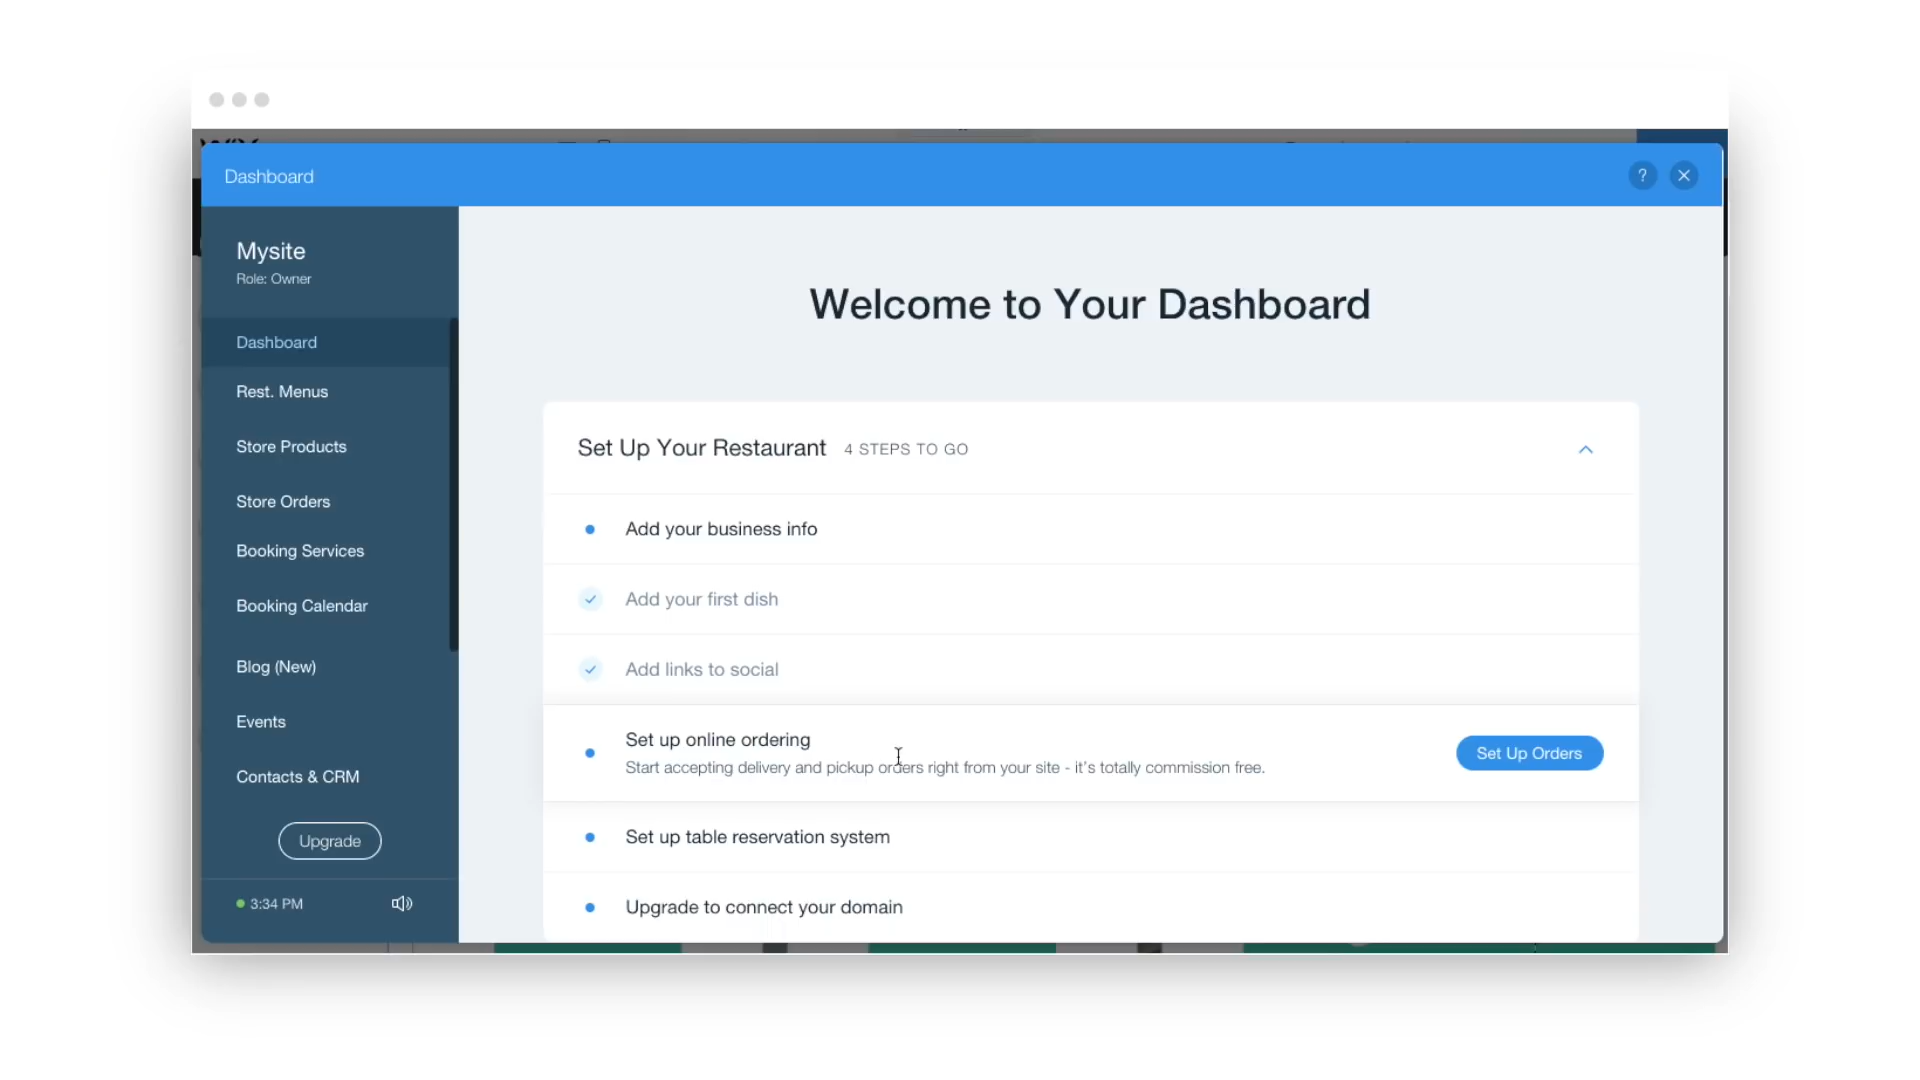 Dashboard
?
Mysite
Role: Owner
Dashboard
Rest. Menus
Store Products
Store Orders
Booking Services
Booking Calendar
Blog (New)
Events
Contacts & CRM
Upgrade
3:34 PM
Welcome to Your Dashboard
Set Up Your Restaurant 4 STEPS TO GO
Add your business info
Add your first dish
Add links to social
Set up online ordering
Start accepting delivery and pickup orders right from your site - it's totally commission free.
Set Up Orders
Set up table reservation system
Upgrade to connect your domain